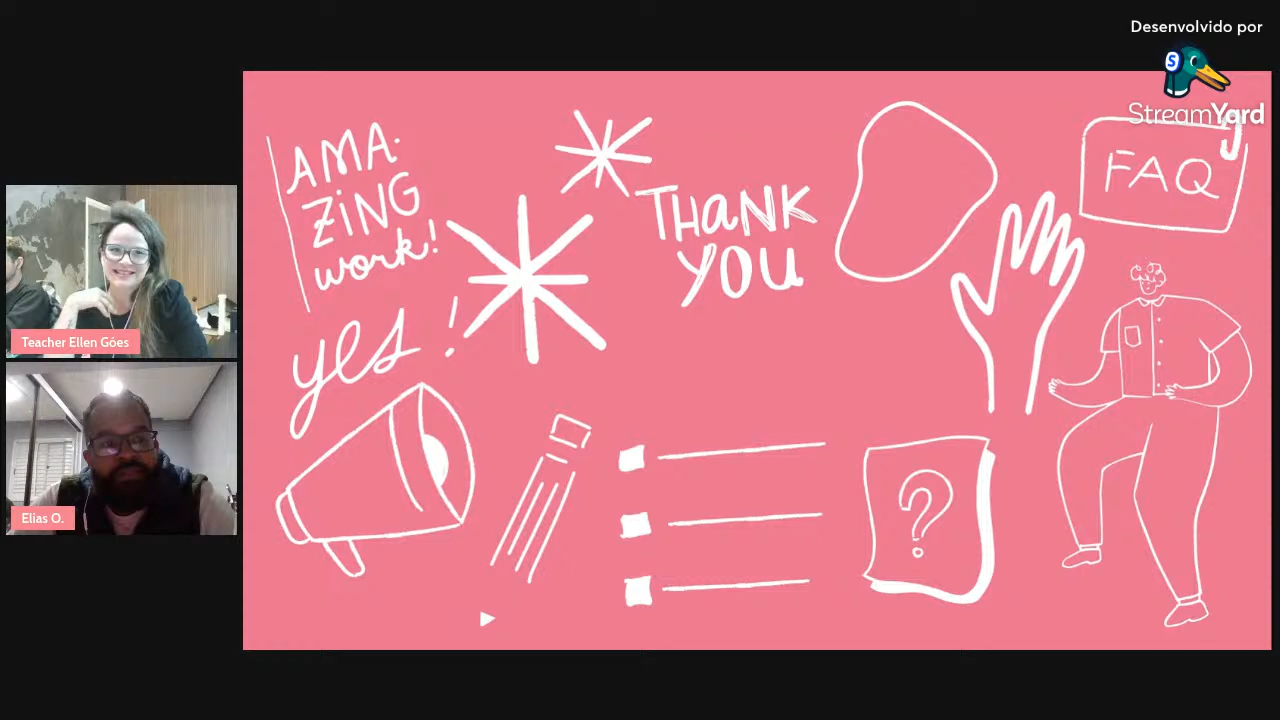 Desenvolvido por
StreamYard
AMA-
ZiNG
work!
yes!
THaNK
YOU
FAQ
?
Teacher Ellen Góes
Elias O.